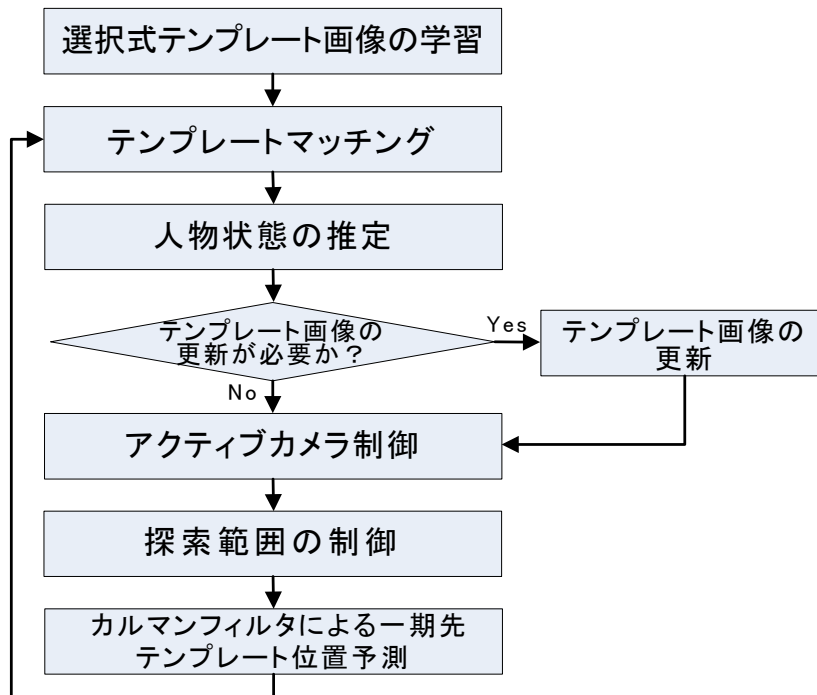 選択式テンプレート画像の学習
テンプレートマッチング
人物状態の推定
テンプレート画像の
更新が必要か？
Yes
テンプレート画像の
更新
No
アクティブカメラ制御
探索範囲の制御
カルマンフィルタによる一期先
テンプレート位置予測